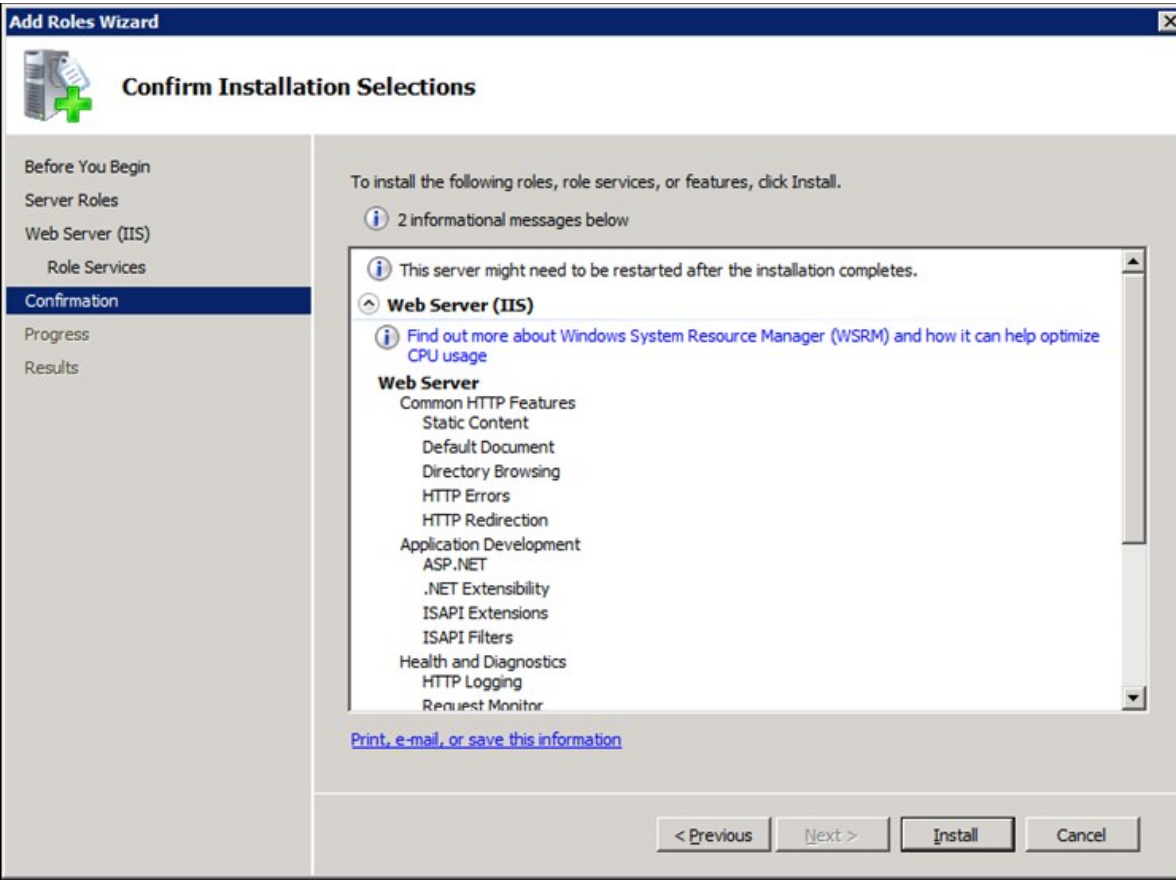 Add Roles Wizard
Confirm Installation Selections
Before You Begin
Server Roles
Web Server (IIS)
Role Services
Confirmation
Progress
Results
To install the following roles, role services, or features, click Install.
2 informational messages below
This server might need to be restarted after the installation completes.
Web Server (IIS)
Find out more about Windows System Resource Manager (WSRM) and how it can help optimize
CPU usage
Web Server
Common HTTP Features
Static Content
Default Document
Directory Browsing
HTTP Errors
HTTP Redirection
Application Development
ASP.NET
.NET Extensibility
ISAPI Extensions
ISAPI Filters
Health and Diagnostics
HTTP Logging
Request Monitor
Print, e-mail, or save this information
< Previous
Next >
Install
Cancel